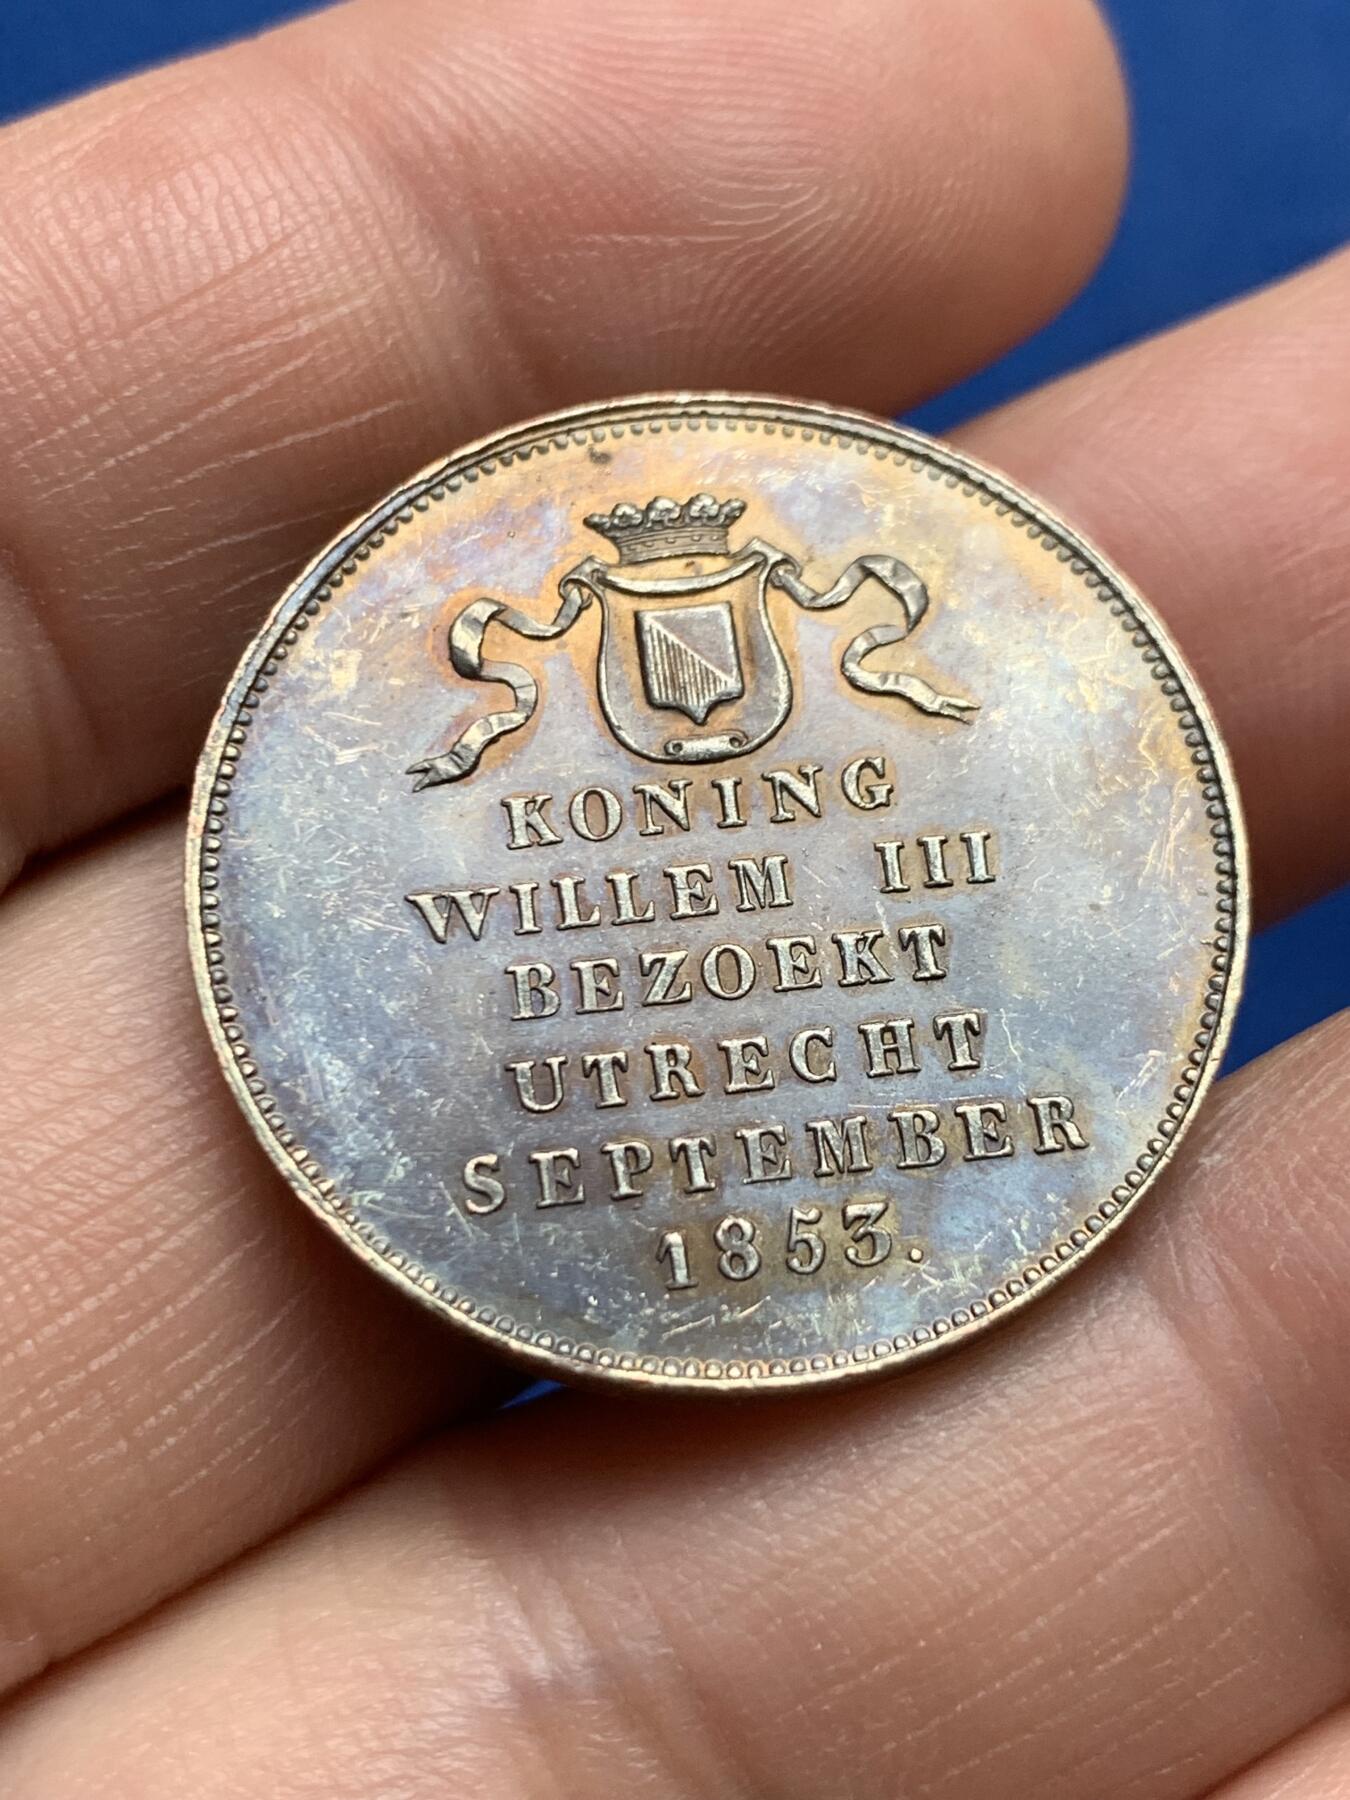 KONING
WILLEM III
BEZOEKT
UTRECHT
SEPTEMBER
1853.